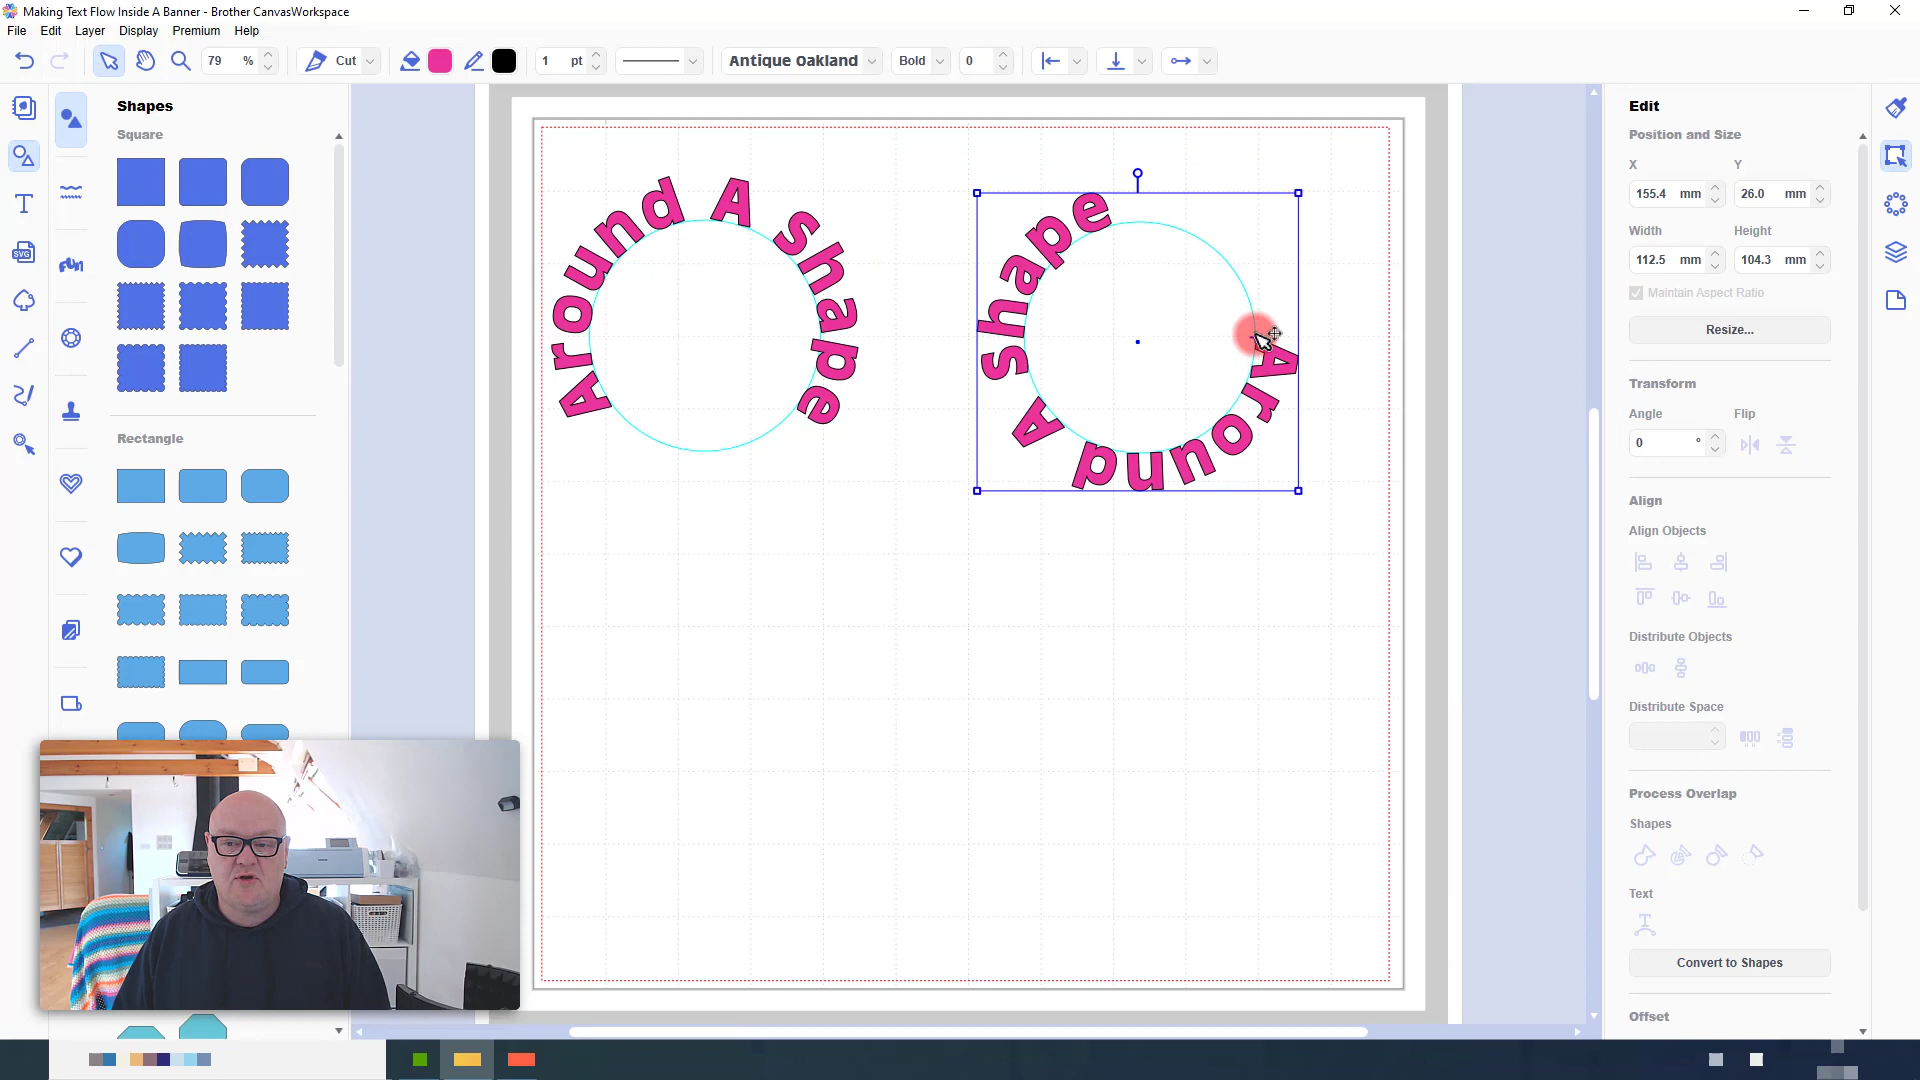 Making Text Flow Inside A Banner - Brother CanvasWorkspace
File Edit Layer Display Premium Help
79 % Cut 1 pt Antique Oakland Bold 0
Shapes
Square
Rectangle
SVG
Fun
Around A Shape
Around A Shape
Edit
Position and Size
X Y
155.4 mm 26.0 mm
Width Height
112.5 mm 104.3 mm
Maintain Aspect Ratio
Resize...
Transform
Angle Flip
0 °
Align
Align Objects
Distribute Objects
Distribute Space
Process Overlap
Shapes
Text
Convert to Shapes
Offset